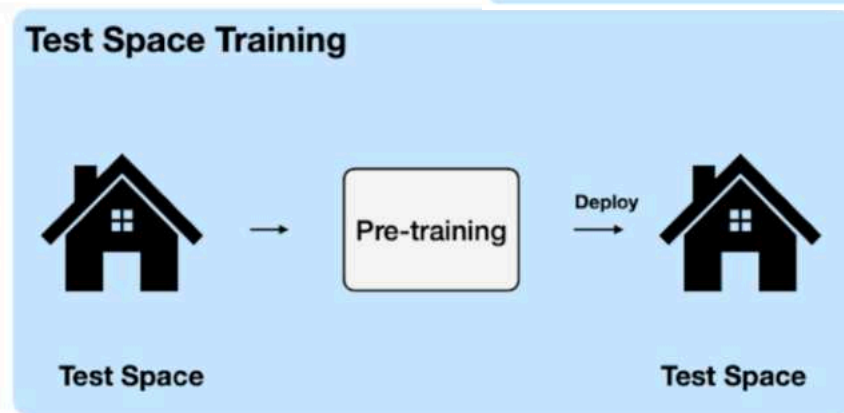 Test Space Training
Pre-training
Deploy
Test Space
Test Space